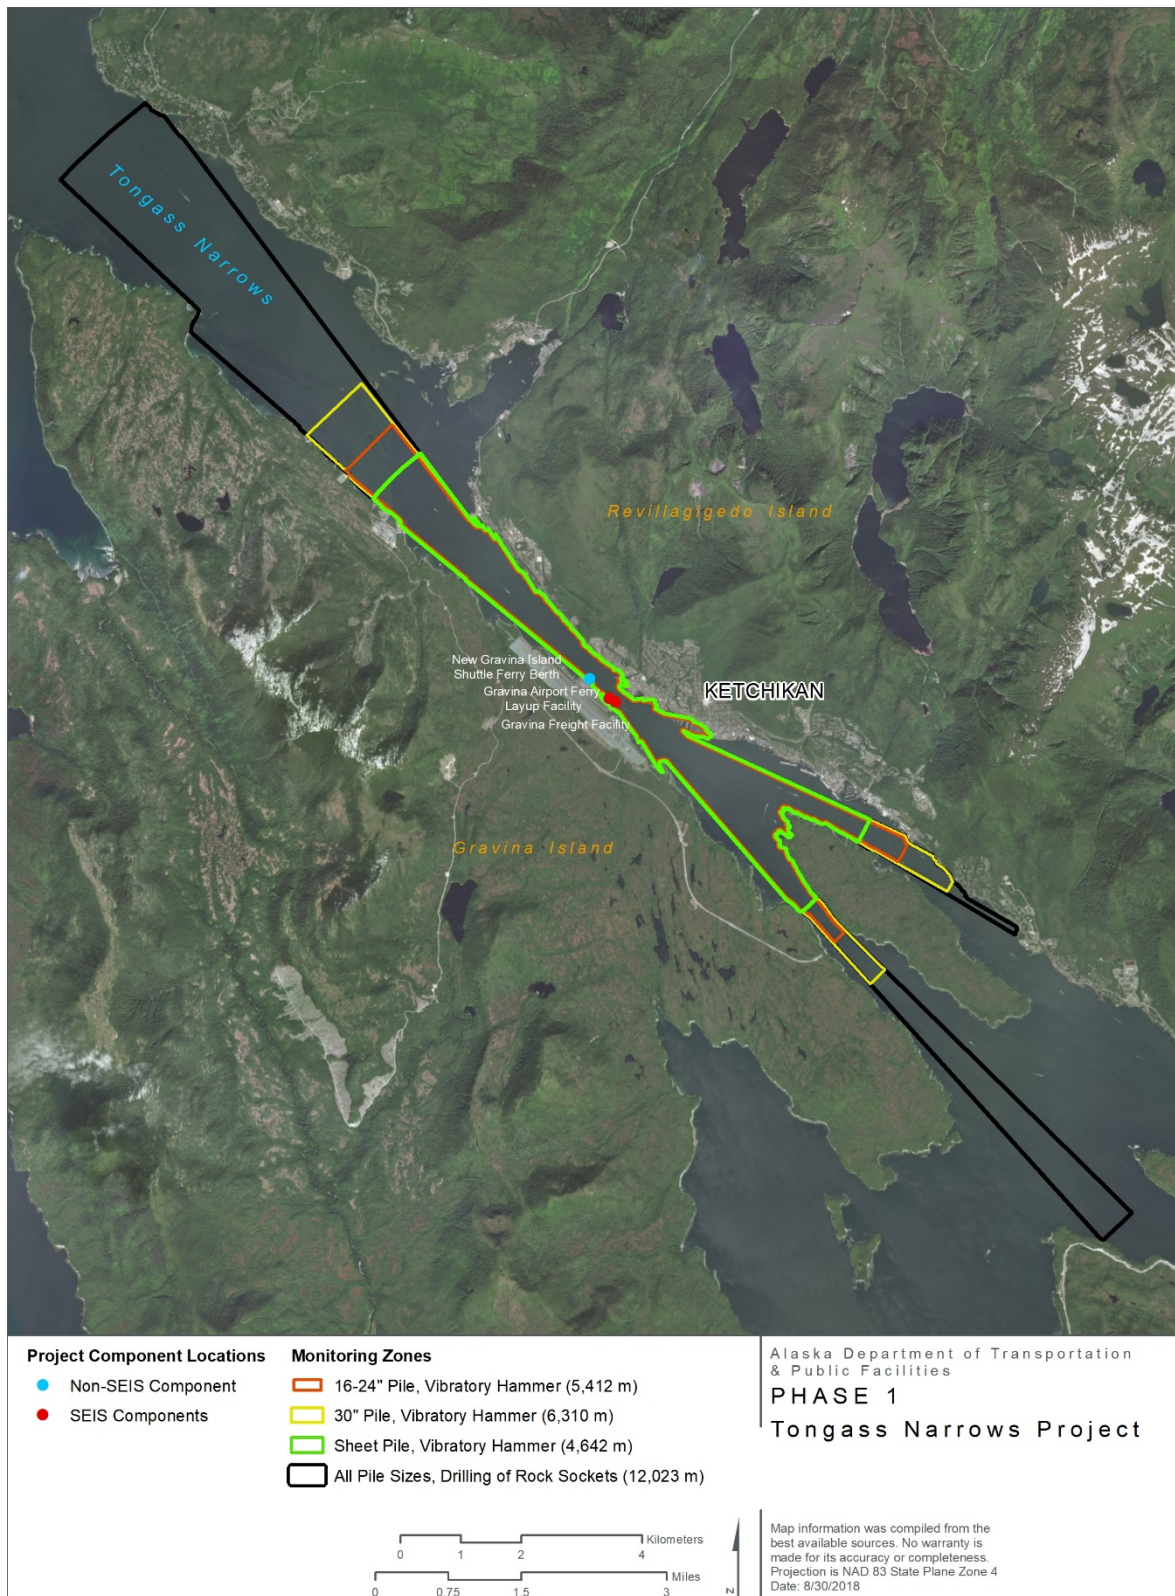 Tongass Narrows
Revillagigedo Island
New Gravina Island
Shuttle Ferry Berth
Gravina Airport Ferry
Layup Facility
Gravina Freight Facility
KETCHIKAN
Gravina Island
Project Component Locations
Non-SEIS Component
SEIS Components
Monitoring Zones
16-24" Pile, Vibratory Hammer (5,412 m)
30" Pile, Vibratory Hammer (6,310 m)
Sheet Pile, Vibratory Hammer (4,642 m)
All Pile Sizes, Drilling of Rock Sockets (12,023 m)
Alaska Department of Transportation
& Public Facilities
PHASE 1
Tongass Narrows Project
Kilometers
0 1 2 4
Miles
0 0.75 1.5 3
N
Map information was compiled from the
best available sources. No warranty is
made for its accuracy or completeness.
Projection is NAD 83 State Plane Zone 4
Date: 8/30/2018